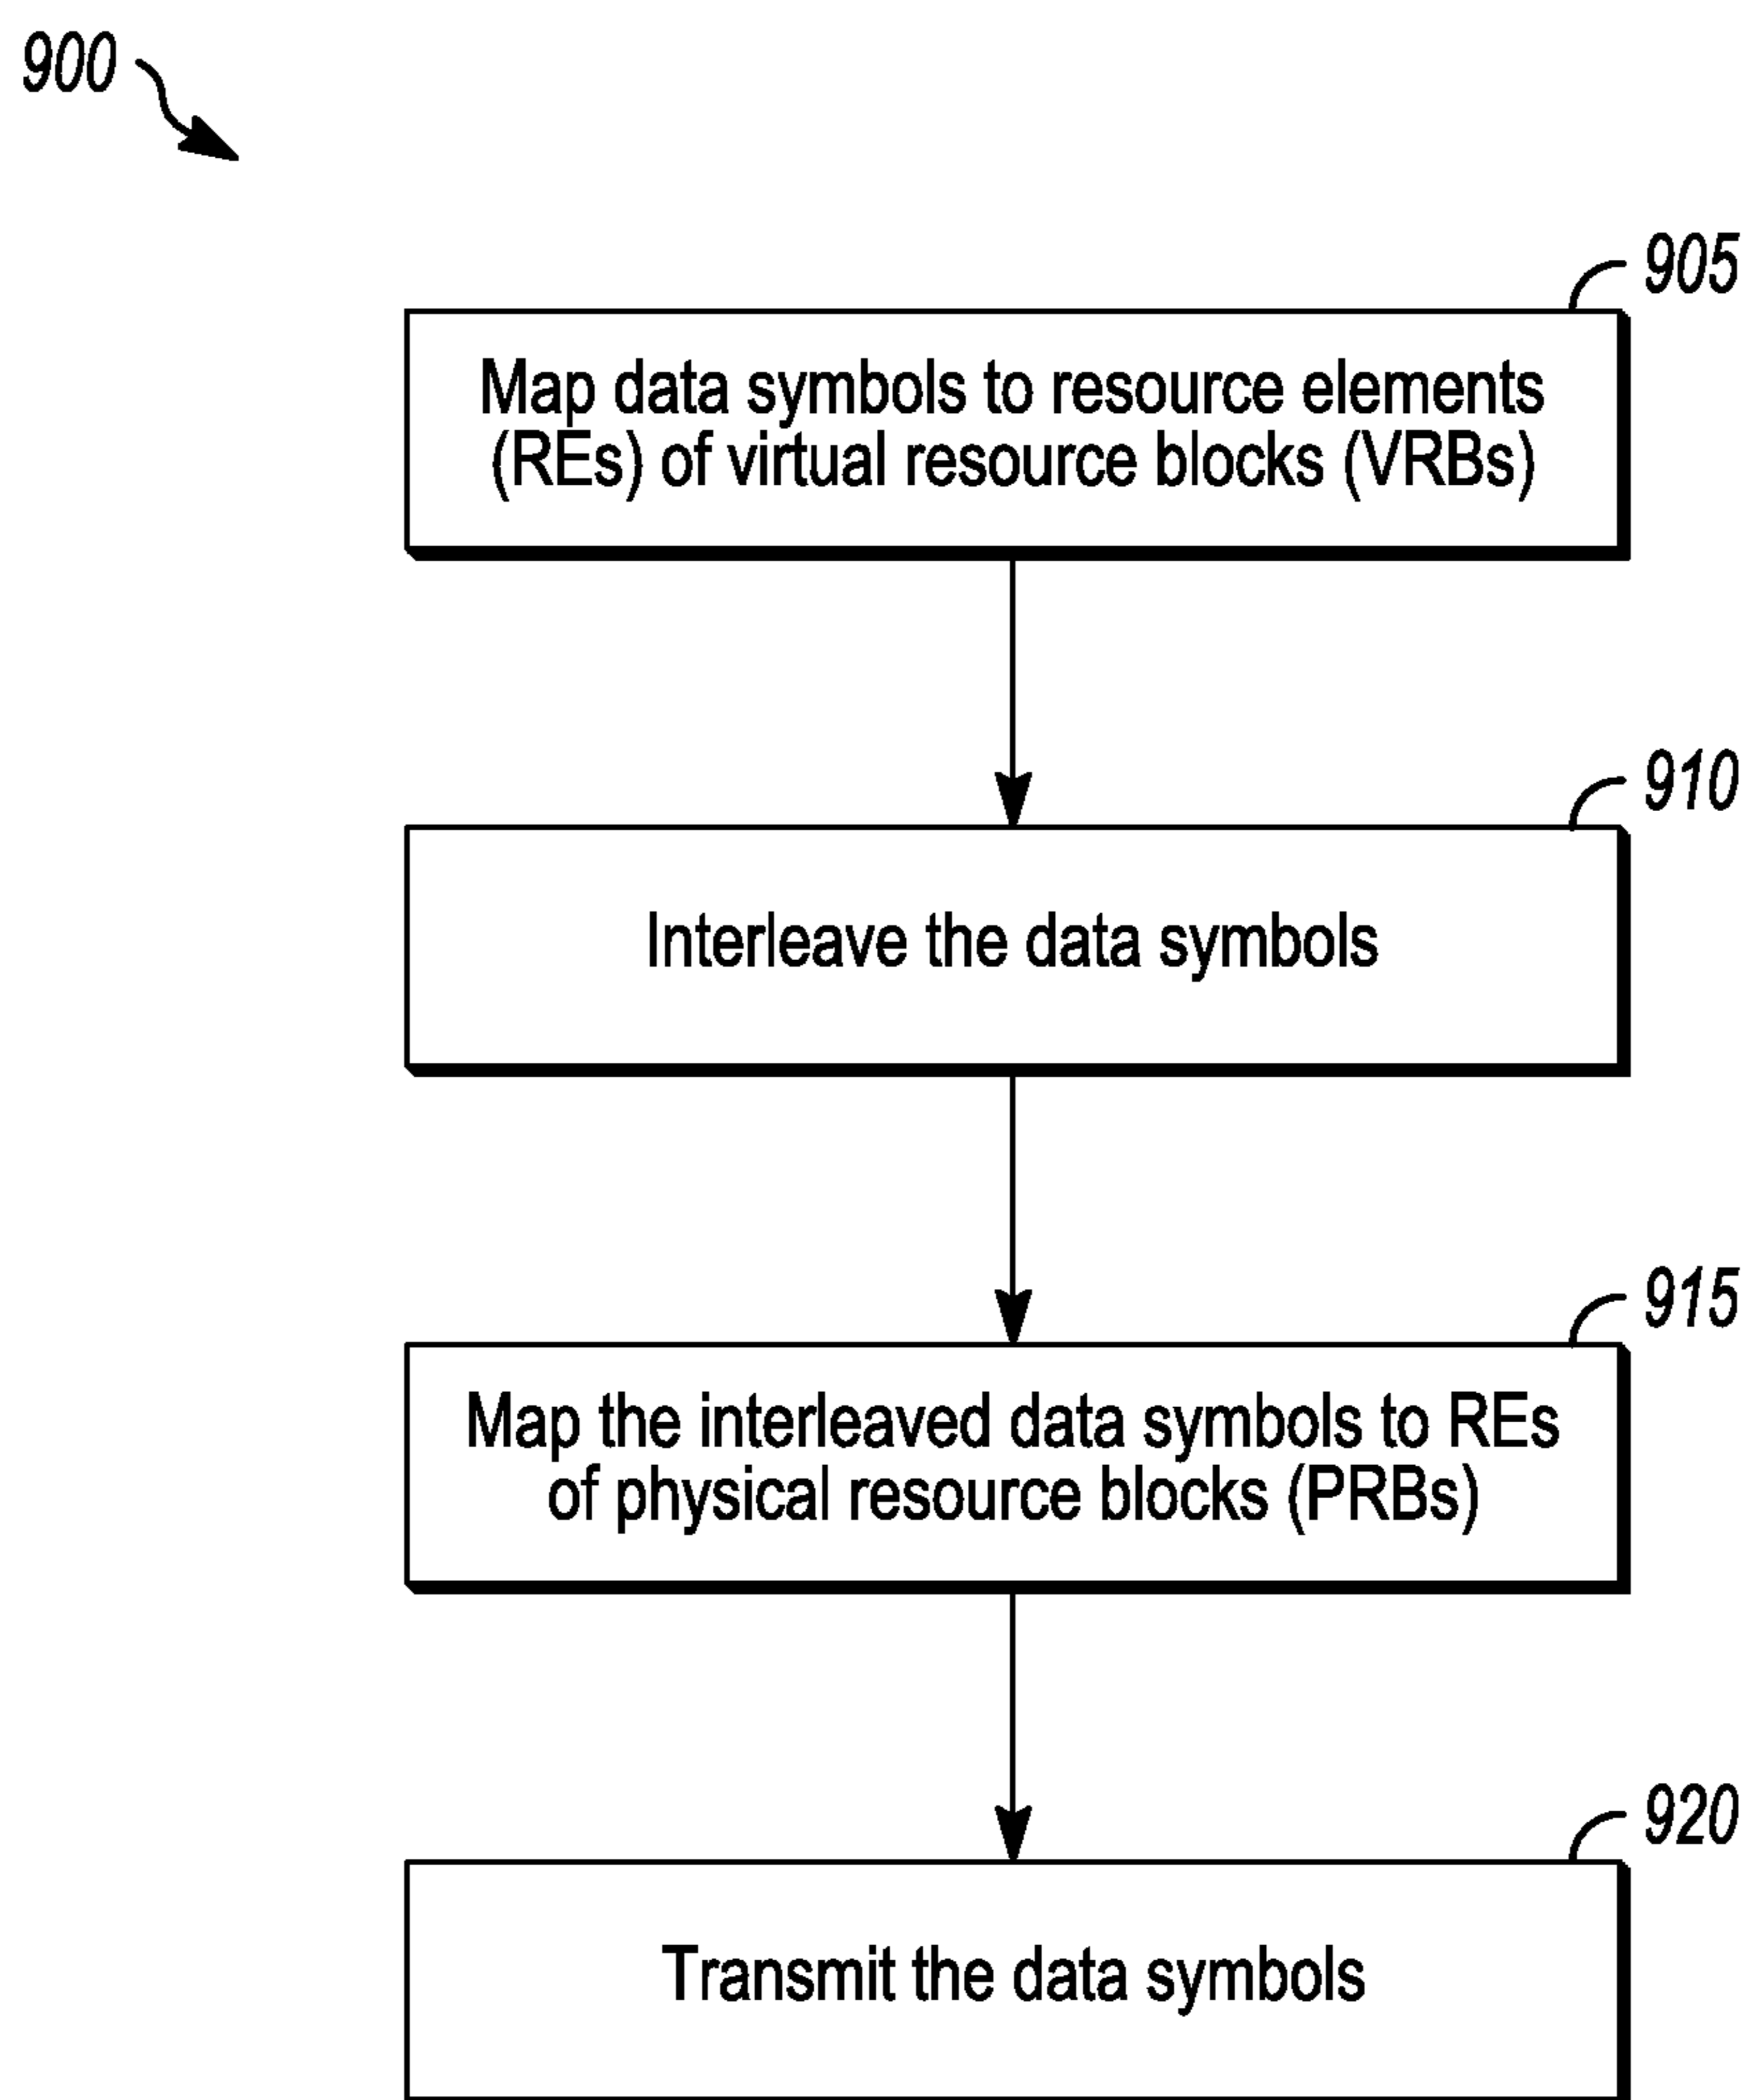 900
905
Map data symbols to resource elements
(REs) of virtual resource blocks (VRBs)
910
Interleave the data symbols
915
Map the interleaved data symbols to REs
of physical resource blocks (PRBs)
920
Transmit the data symbols